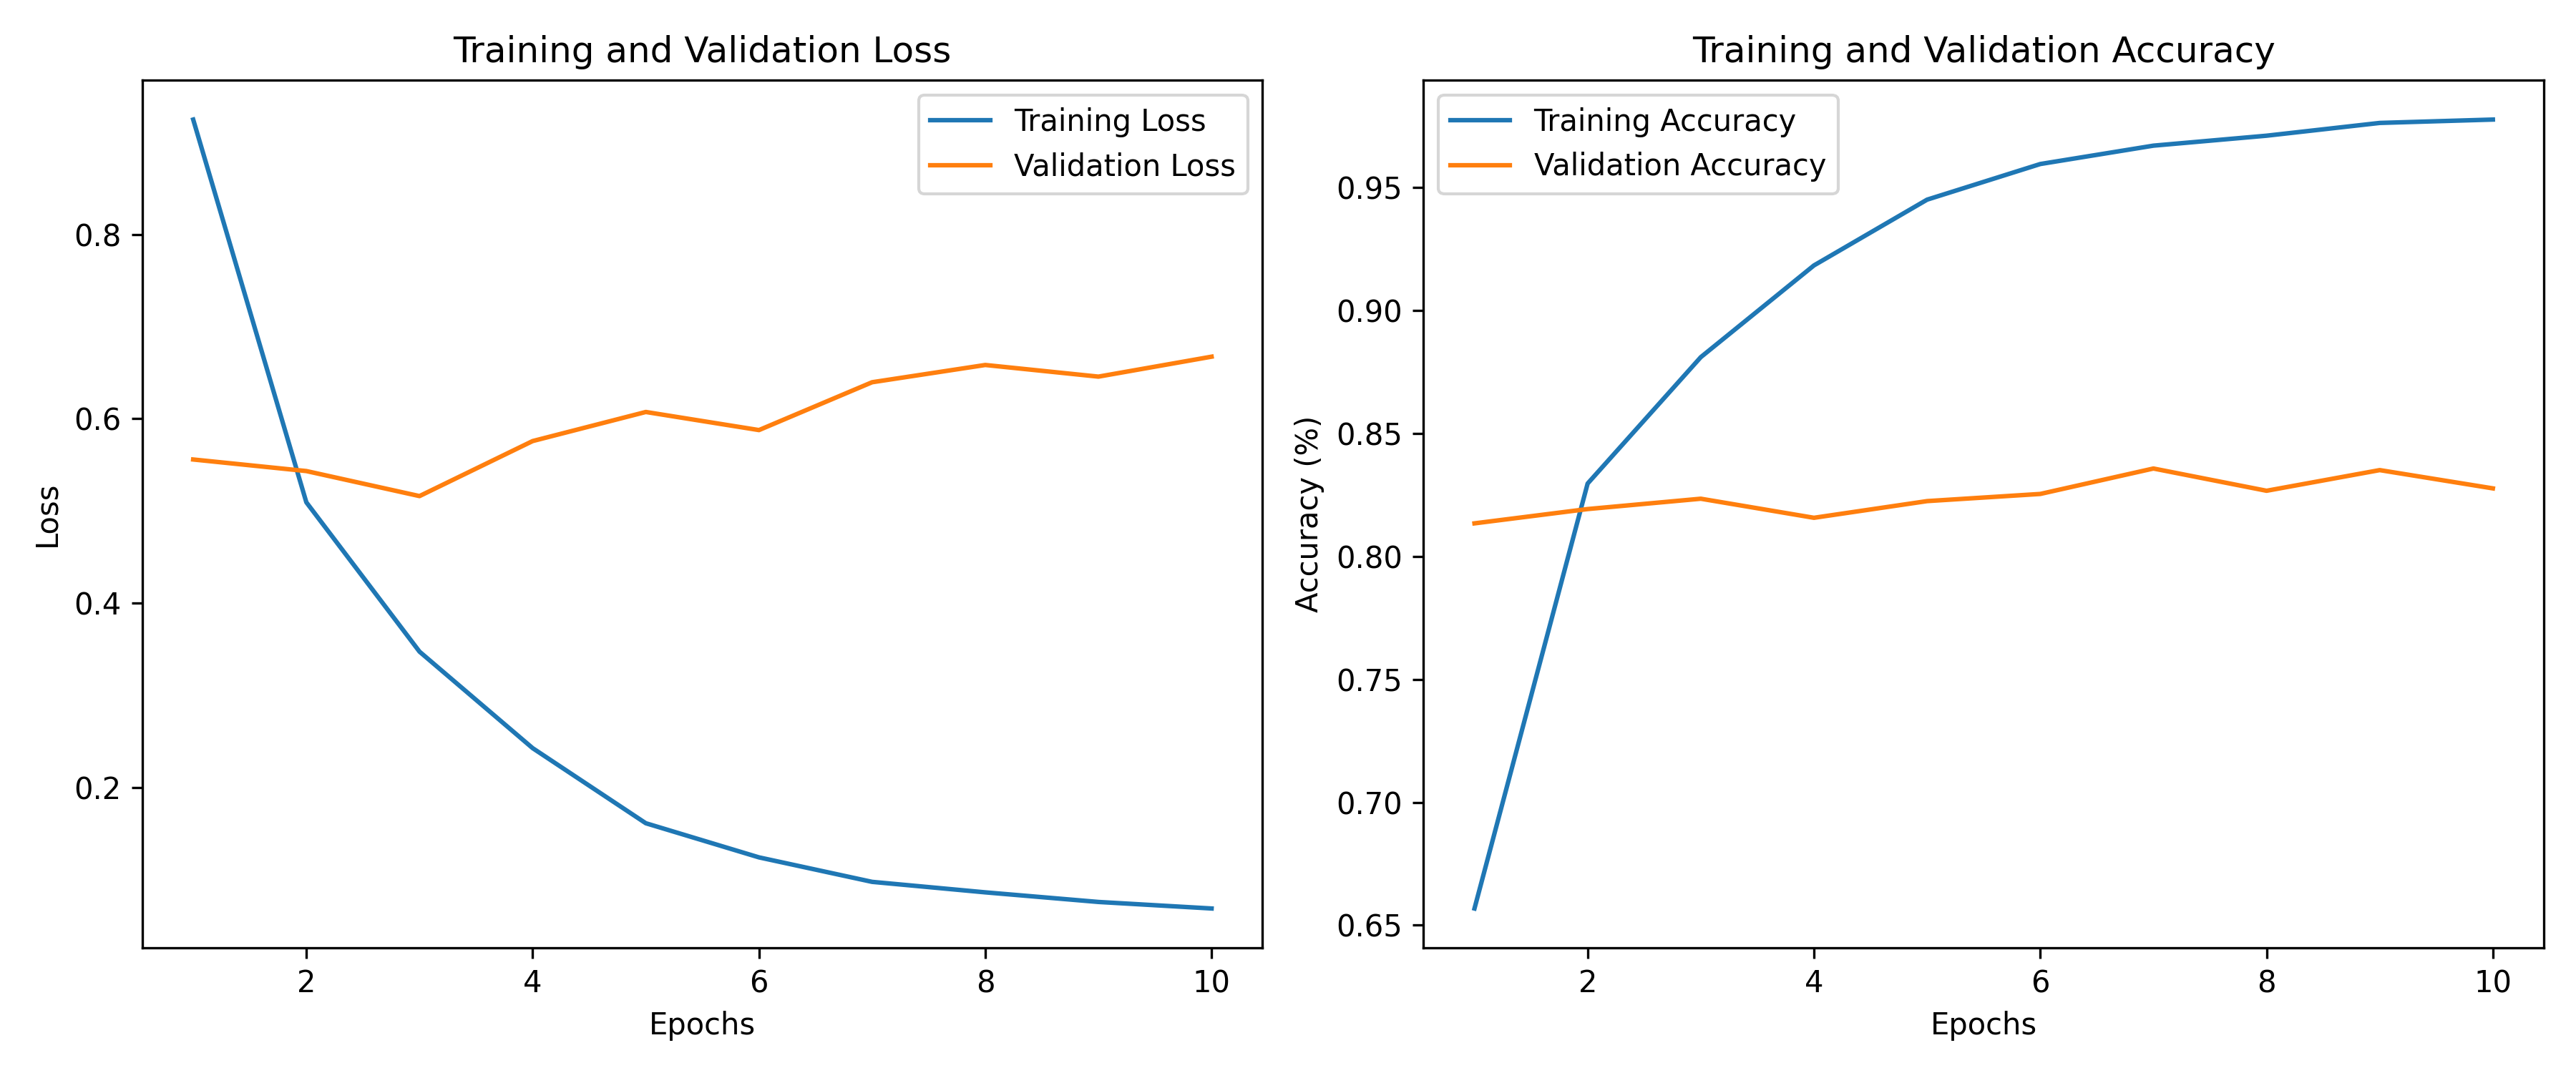 Training and Validation Loss
Training Loss
Validation Loss
0.8
0.6
0.4
0.2
Loss
2 4 6 8 10
Epochs
Training and Validation Accuracy
Training Accuracy
Validation Accuracy
0.95
0.90
0.85
0.80
0.75
0.70
0.65
Accuracy (%)
2 4 6 8 10
Epochs